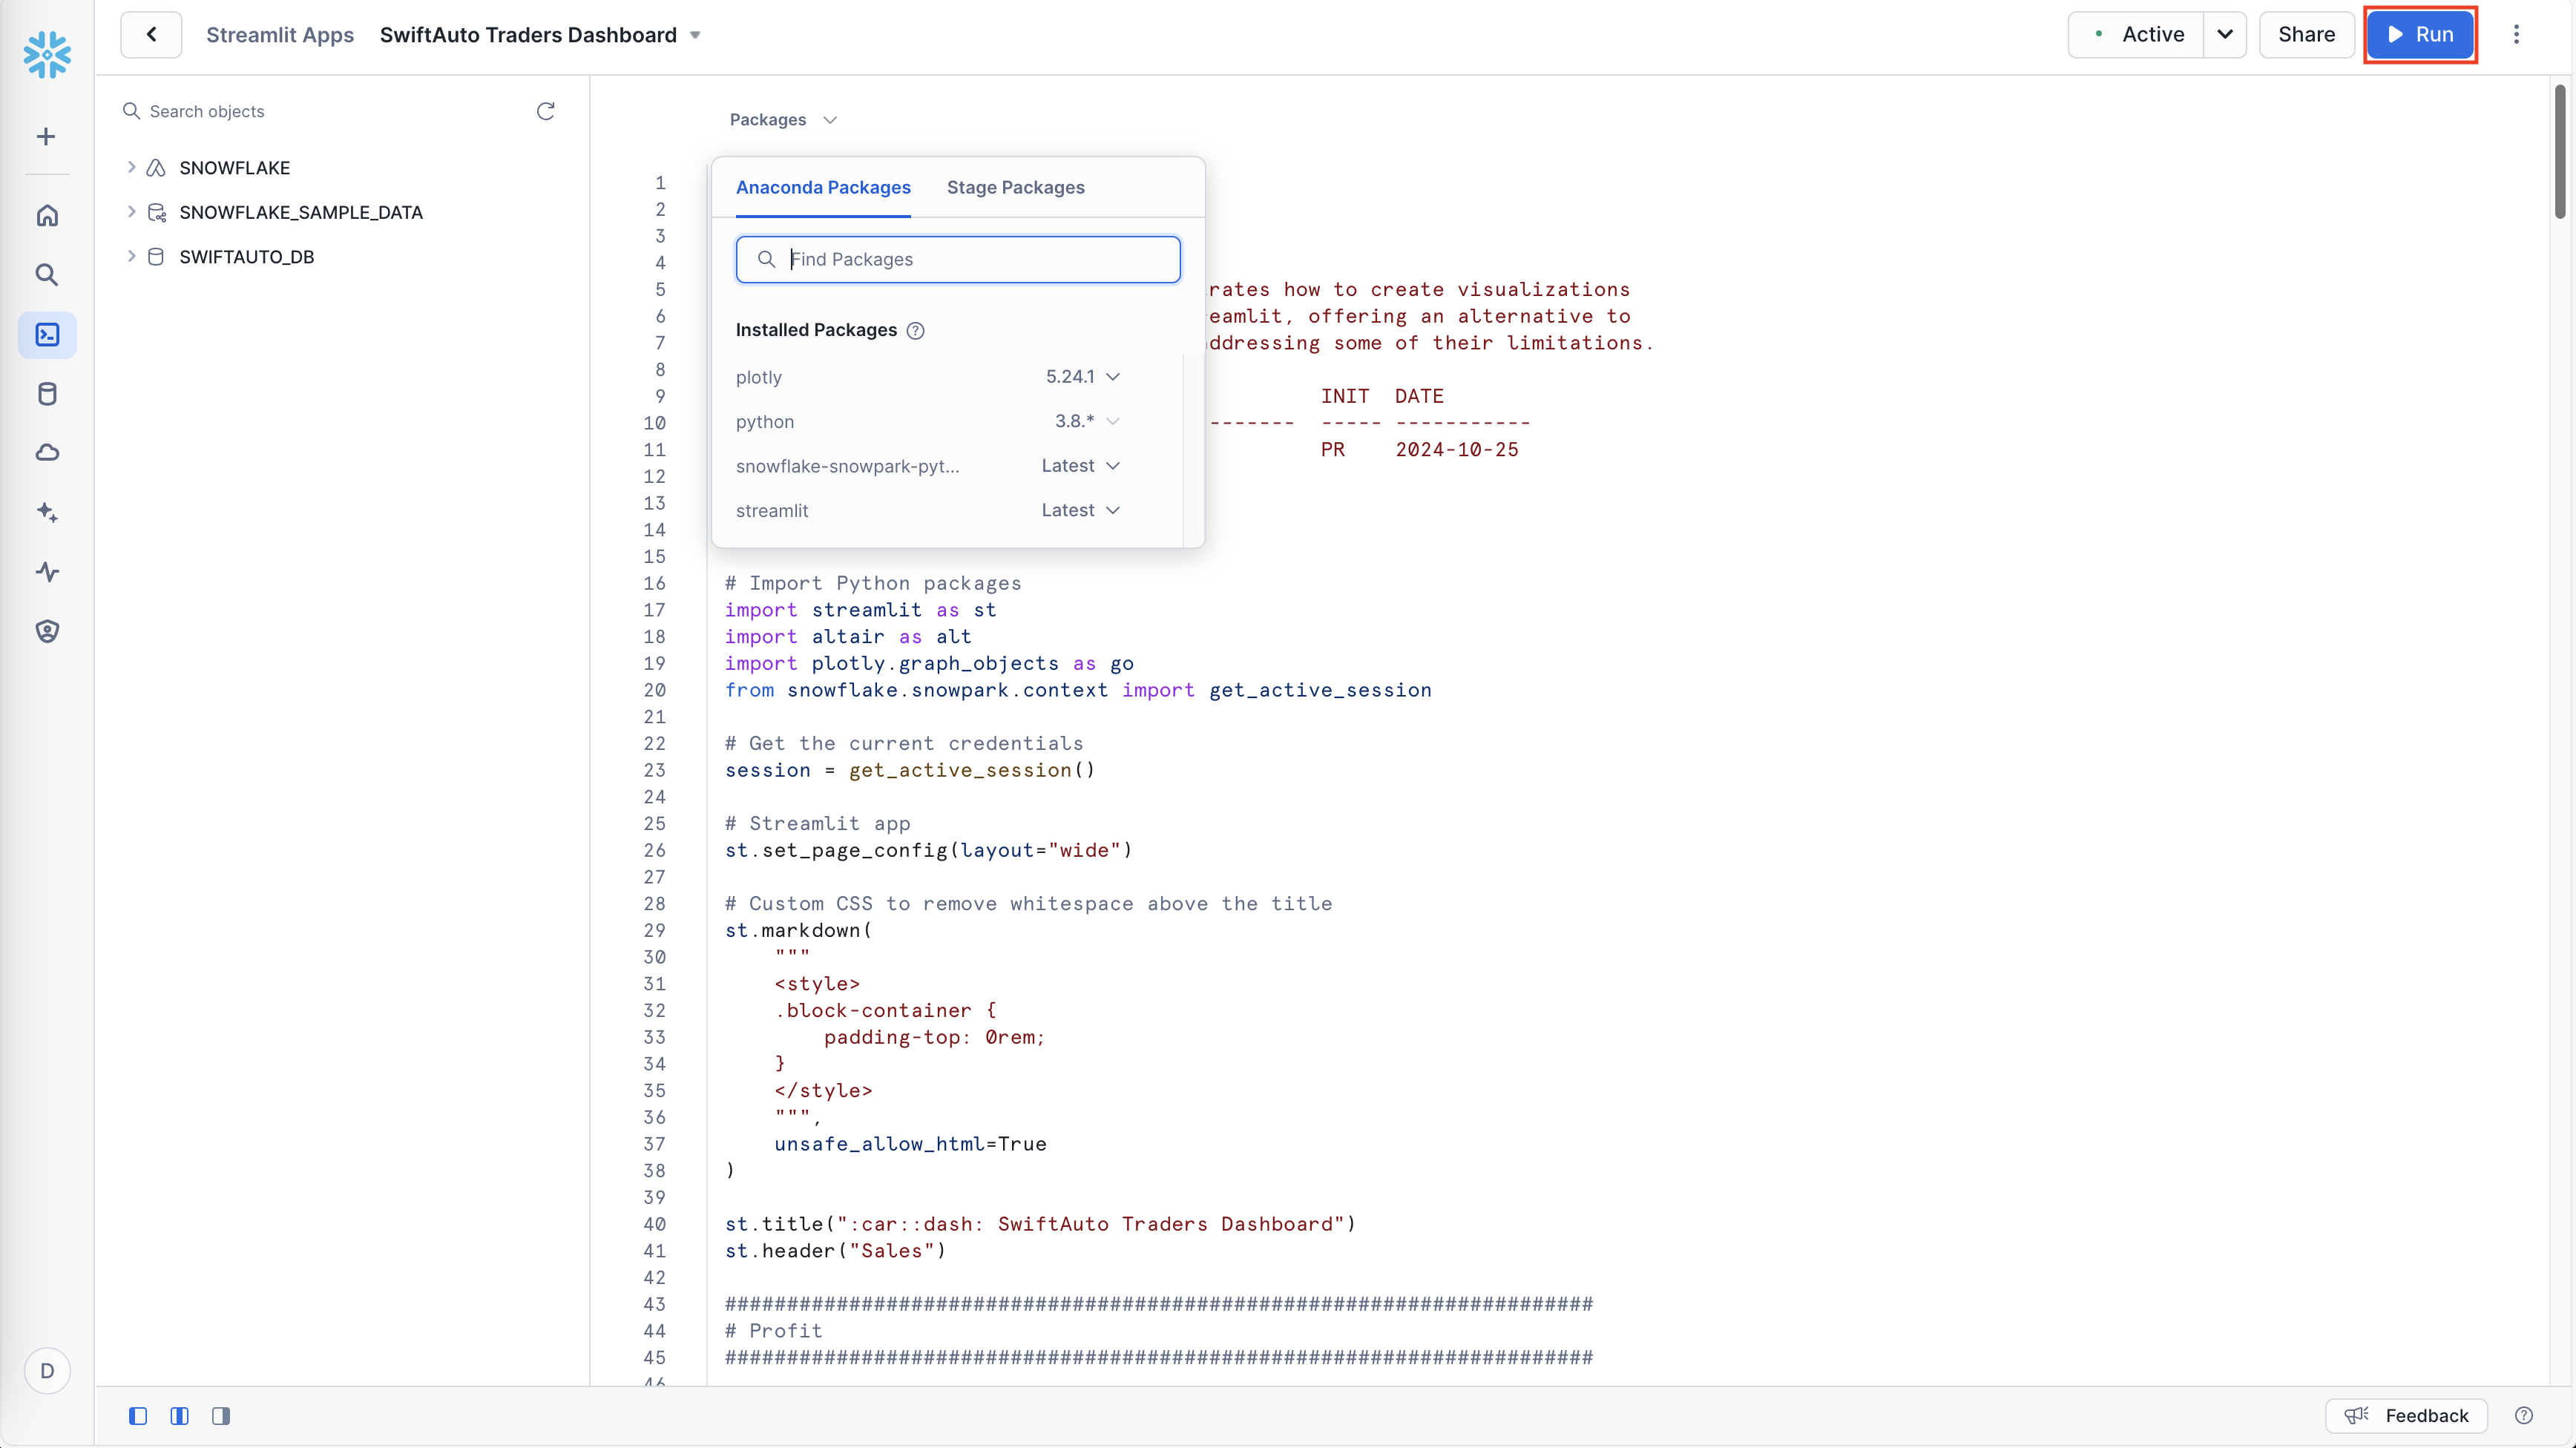 Streamlit Apps SwiftAuto Traders Dashboard
Active
Share
Run
Search objects
SNOWFLAKE
SNOWFLAKE_SAMPLE_DATA
SWIFTAUTO_DB
D
Packages
Anaconda Packages Stage Packages
Find Packages
Installed Packages
plotly 5.24.1
python 3.8.*
snowflake-snowpark-pyt... Latest
streamlit Latest
1
2
3
4
5 rates how to create visualizations
6 eamlit, offering an alternative to
7 ddressing some of their limitations.
8
9 INIT DATE
10 ------- ----- -----------
11 PR 2024-10-25
12
13
14
15
16 # Import Python packages
17 import streamlit as st
18 import altair as alt
19 import plotly.graph_objects as go
20 from snowflake.snowpark.context import get_active_session
21
22 # Get the current credentials
23 session = get_active_session()
24
25 # Streamlit app
26 st.set_page_config(layout="wide")
27
28 # Custom CSS to remove whitespace above the title
29 st.markdown(
30 """
31 <style>
32 .block-container {
33 padding-top: 0rem;
34 }
35 </style>
36 """,
37 unsafe_allow_html=True
38 )
39
40 st.title(":car::dash: SwiftAuto Traders Dashboard")
41 st.header("Sales")
42
43 ######################################################################
44 # Profit
45 ######################################################################
46
Feedback